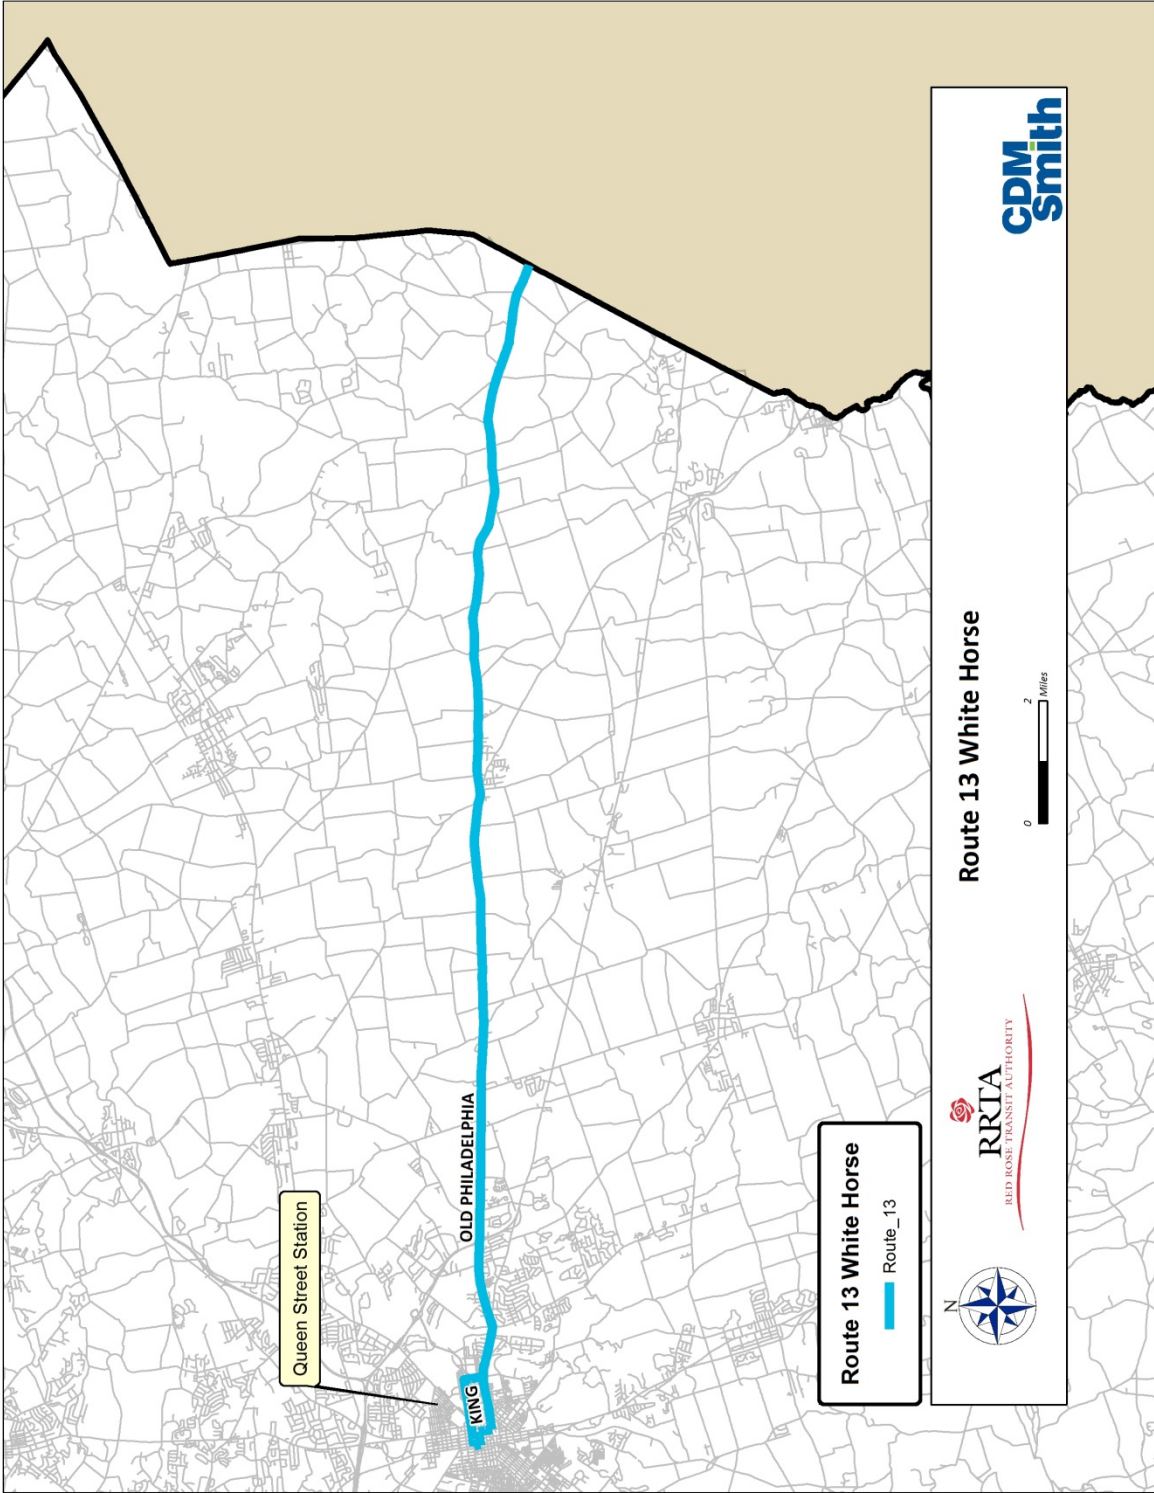 Queen Street Station
OLD PHILADELPHIA
KING
Route 13 White Horse
Route_13
N
RRTA
RED ROSE TRANSIT AUTHORITY
Route 13 White Horse
0 2
Miles
CDM
Smith